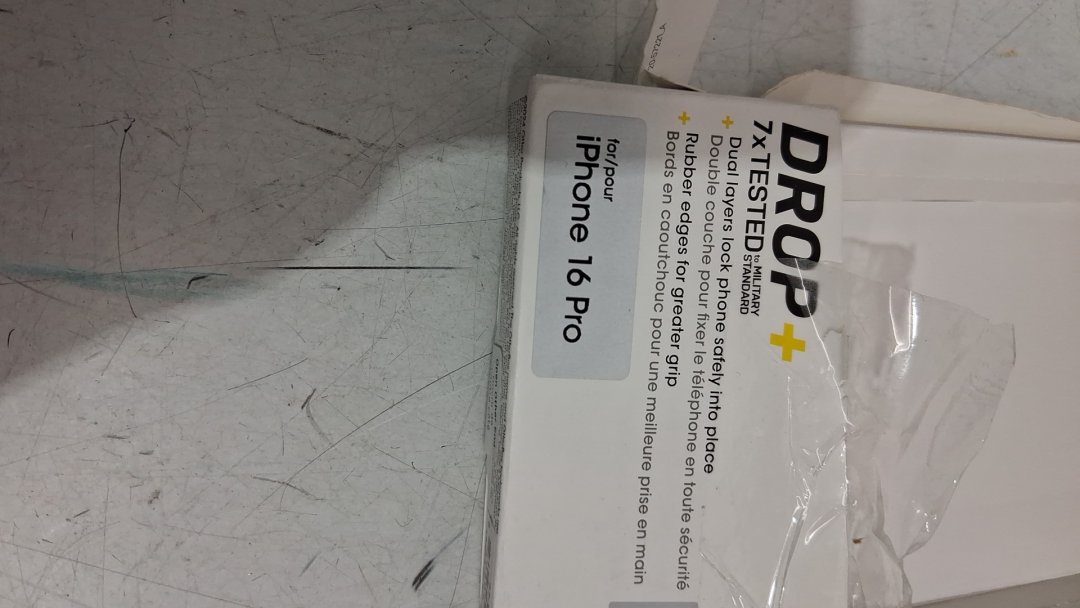 DROP+
7x TESTED to MILITARY STANDARD
+ Dual layers lock phone safely into place
Double couche pour fixer le téléphone en toute sécurité
+ Rubber edges for greater grip
Bords en caoutchouc pour une meilleure prise en main
for/pour
iPhone 16 Pro